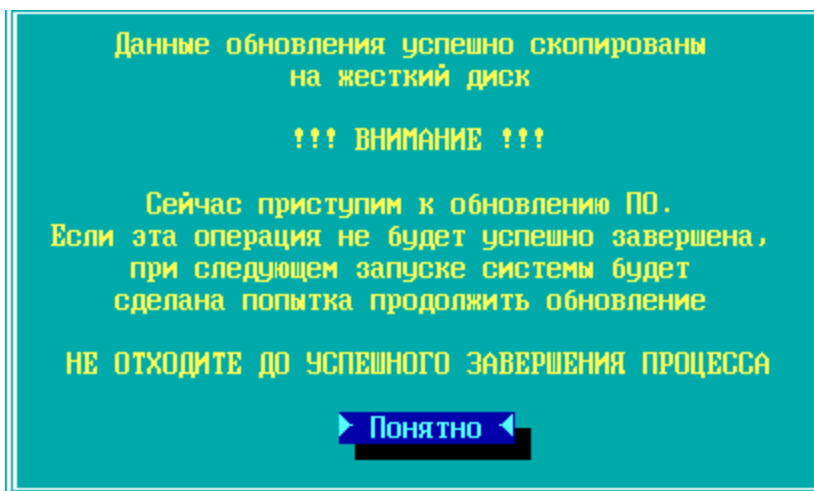 Данные обновления успешно скопированы
на жесткий диск
!!! ВНИМАНИЕ !!!
Сейчас приступим к обновлению ПО.
Если эта операция не будет успешно завершена,
при следующем запуске системы будет
сделана попытка продолжить обновление
НЕ ОТХОДИТЕ ДО УСПЕШНОГО ЗАВЕРШЕНИЯ ПРОЦЕССА
Понятно